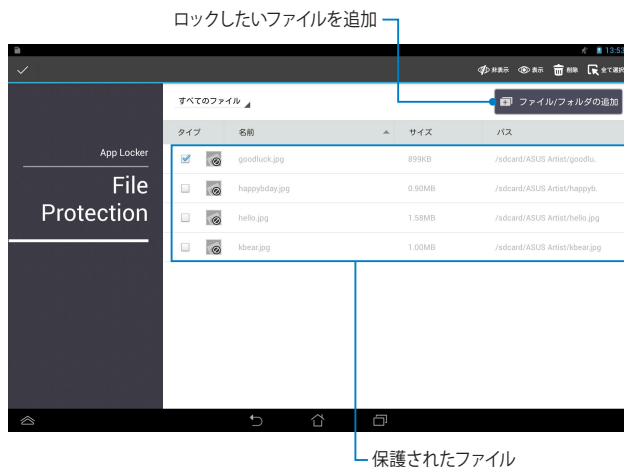 ロックしたいファイルを追加
13:53
非表示 表示 削除 全て選択
すべてのファイル
ファイル/フォルダの追加
タイプ 名前 サイズ パス
App Locker
File
Protection
goodluck.jpg 899KB /sdcard/ASUS Artist/goodlu.
happybday.jpg 0.90MB /sdcard/ASUS Artist/happyb.
hello.jpg 1.58MB /sdcard/ASUS Artist/hello.jpg
kbear.jpg 1.00MB /sdcard/ASUS Artist/kbear.jpg
保護されたファイル